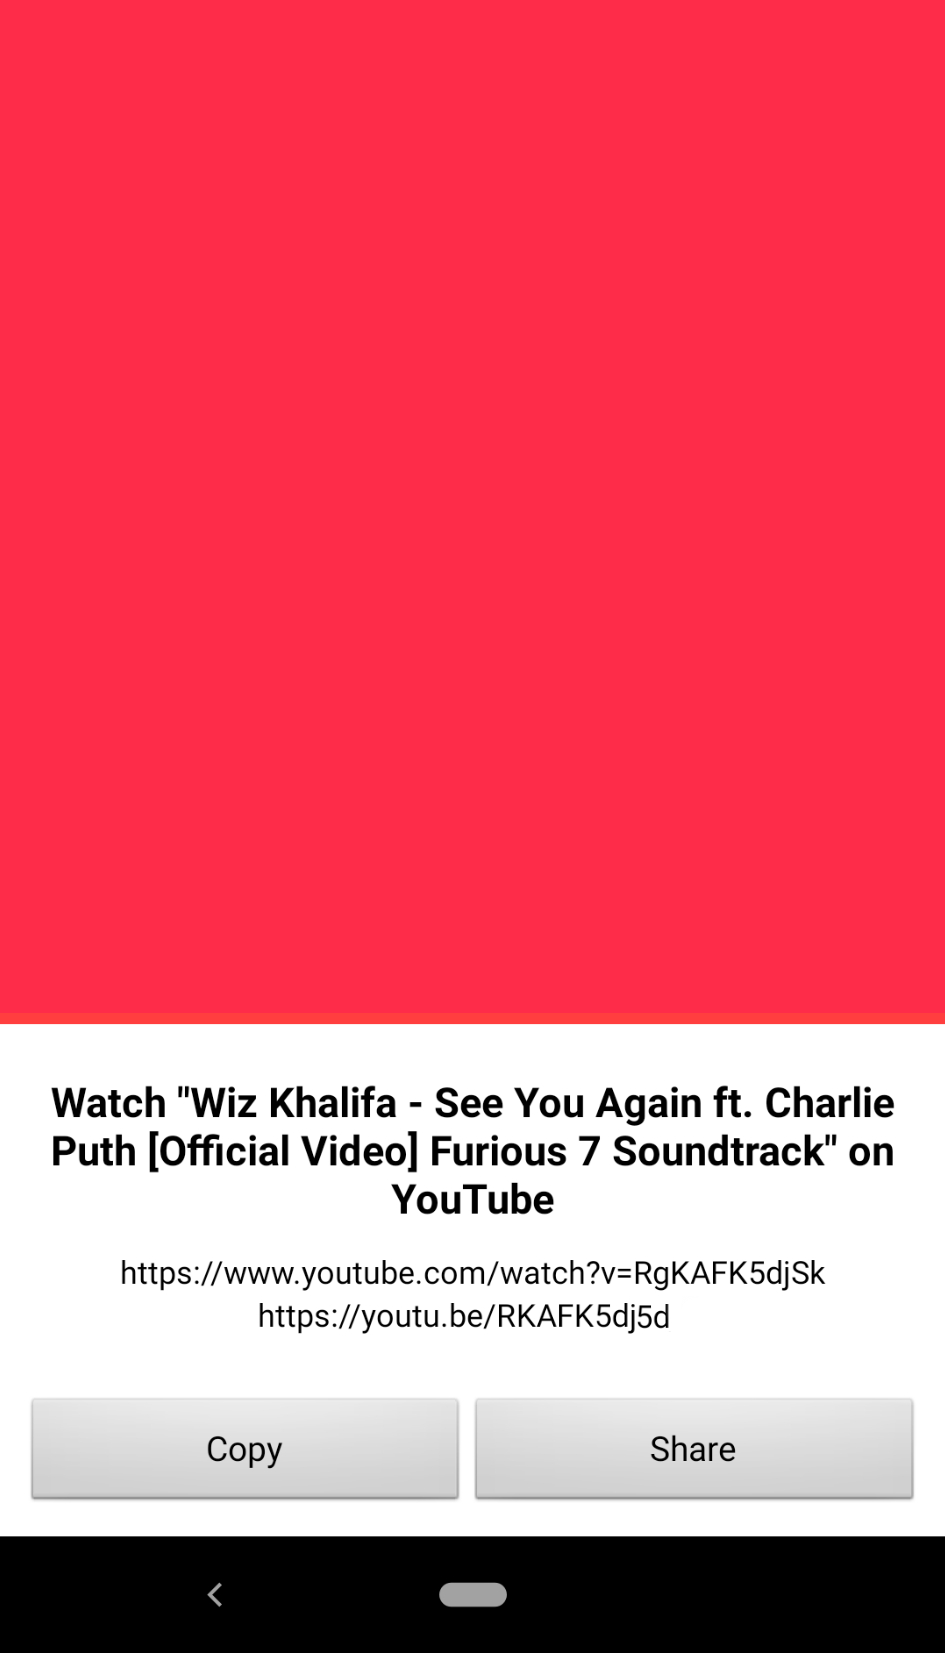 Watch "Wiz Khalifa - See You Again ft. Charlie
Puth [Official Video] Furious 7 Soundtrack" on
YouTube
https://www.youtube.com/watch?v=RgKAFK5djSk
https://youtu.be/RKAFK5dj5d
Copy
Share